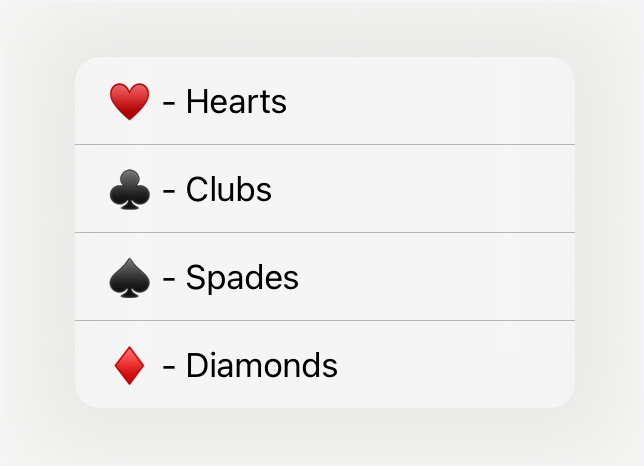 ♥️ - Hearts
♣️ - Clubs
♠️ - Spades
♦️ - Diamonds